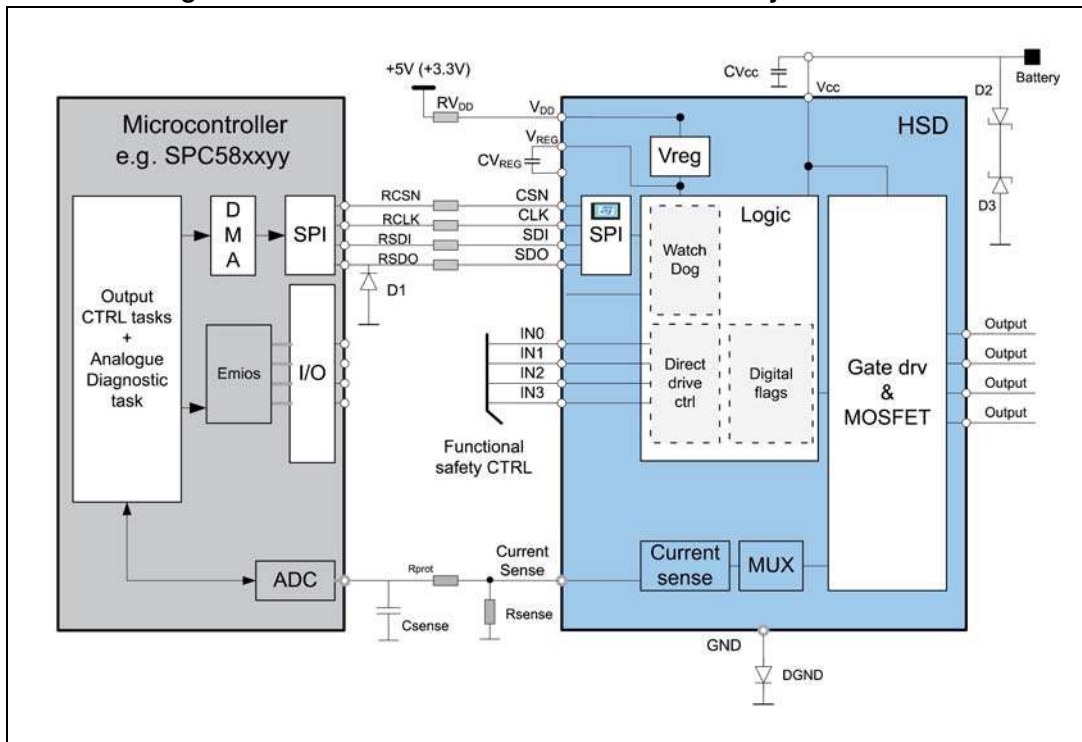 +5V (+3.3V)
CVcc
Vcc
Battery
D2
D3
Microcontroller
e.g. SPC58xxyy
RVDD
VDD
VREG
CVREG
Vreg
HSD
D
M
A
SPI
RCSN
RCLK
RSDI
RSDO
D1
CSN
CLK
SDI
SDO
SPI
Logic
Watch
Dog
Output
CTRL tasks
+
Analogue
Diagnostic
task
Emios
I/O
IN0
IN1
IN2
IN3
Functional
safety CTRL
Direct
drive
ctrl
Digital
flags
Gate drv
&
MOSFET
Output
Output
Output
Output
ADC
Rprot
Csense
Rsense
Current
Sense
Current
sense
MUX
GND
DGND